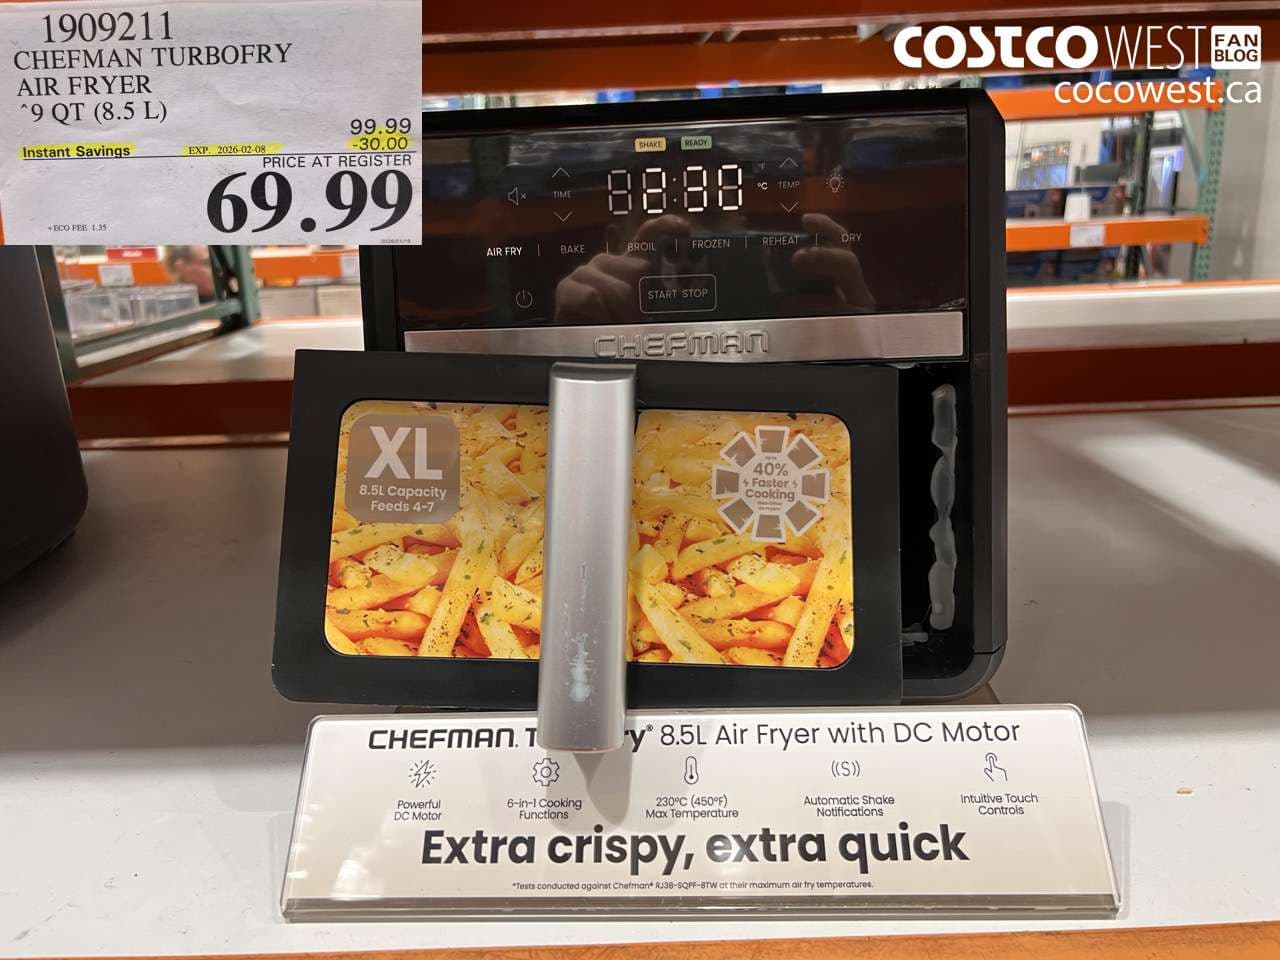 1909211
CHEFMAN TURBOFRY
AIR FRYER
^9 QT (8.5 L)
99.99
Instant Savings EXP. 2026-02-08 -30.00
PRICE AT REGISTER
69.99
+ECO FEE 1.35
COSTCO WEST FAN BLOG
cocowest.ca
SHAKE READY
TIME 8:88 °F °C TEMP
AIR FRY | BAKE | BROIL | FROZEN | REHEAT | DRY
START STOP
CHEFMAN
XL
8.5L Capacity
Feeds 4-7
Up to
40%
Faster
Cooking
CHEFMAN. T ry® 8.5L Air Fryer with DC Motor
Powerful
DC Motor
6-in-1 Cooking
Functions
230°C (450°F)
Max Temperature
Automatic Shake
Notifications
Intuitive Touch
Controls
Extra crispy, extra quick
*Tests conducted against Chefman® RJ38-SQPF-8TW at their maximum air fry temperatures.